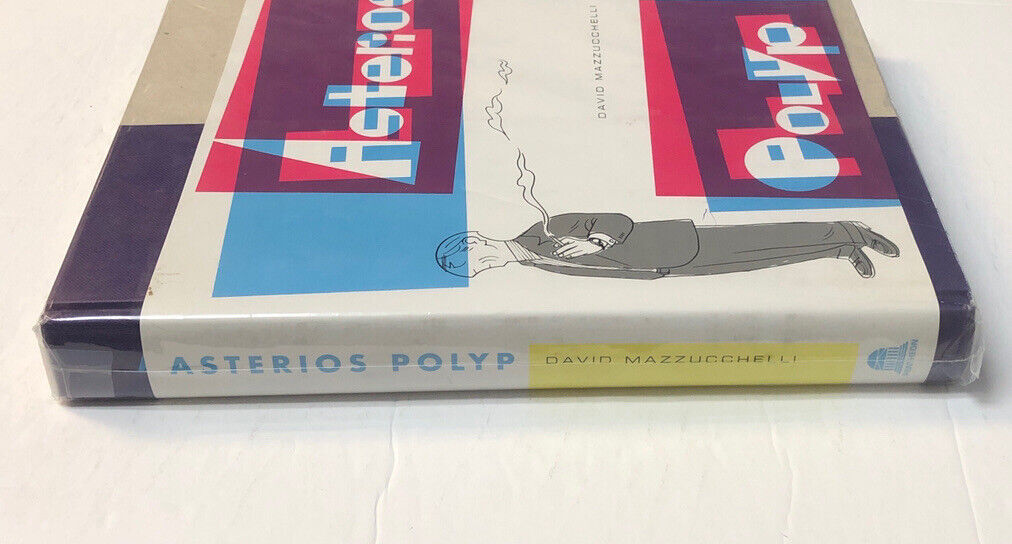 Asterios
Polyp
DAVID MAZZUCCHELLI
ASTERIOS POLYP
DAVID MAZZUCCHELLI